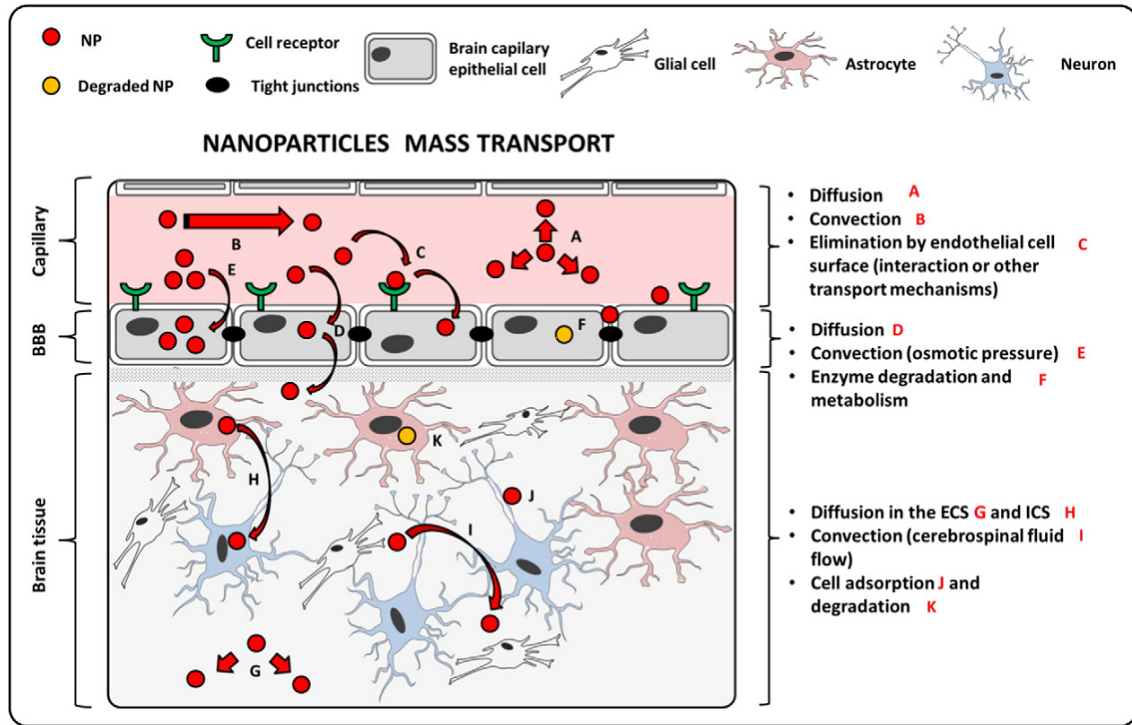 NP
Cell receptor
Brain capilary
epithelial cell
Glial cell
Astrocyte
Neuron
Degraded NP
Tight junctions
NANOPARTICLES MASS TRANSPORT
Capillary
BBB
Brain tissue
B
E
C
A
D
F
K
H
J
I
G
• Diffusion A
• Convection B
• Elimination by endothelial cell C
surface (interaction or other
transport mechanisms)
• Diffusion D
• Convection (osmotic pressure) E
• Enzyme degradation and F
metabolism
• Diffusion in the ECS G and ICS H
• Convection (cerebrospinal fluid I
flow)
• Cell adsorption J and
degradation K